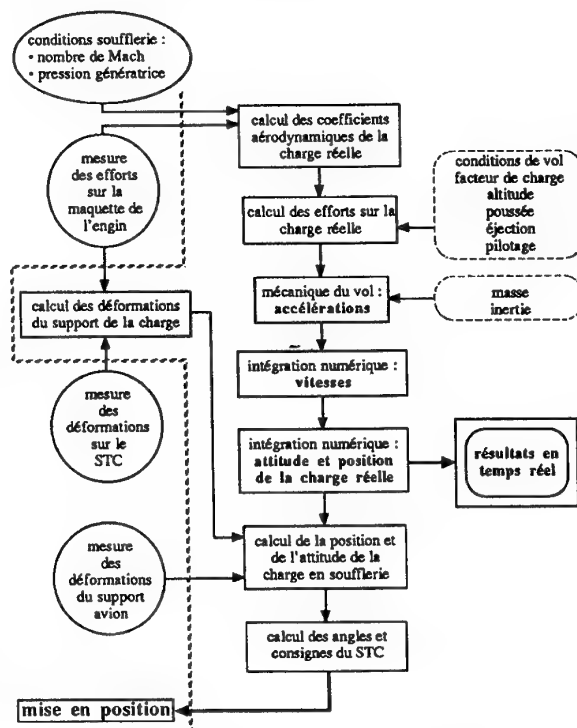 conditions soufflerie :
• nombre de Mach
• pression génératrice
mesure
des efforts
sur la
maquette de
l'engin
calcul des coefficients
aérodynamiques de la
charge réelle
conditions de vol
facteur de charge
altitude
poussée
éjection
pilotage
calcul des efforts sur la
charge réelle
calcul des déformations
du support de la charge
mécanique du vol :
accélérations
masse
inertie
mesure
des
déformations
sur le
STC
intégration numérique :
vitesses
intégration numérique :
attitude et position
de la charge réelle
résultats en
temps réel
mesure
des
déformations
du support
avion
calcul de la position et
de l'attitude de la
charge en soufflerie
calcul des angles et
consignes du STC
mise en position